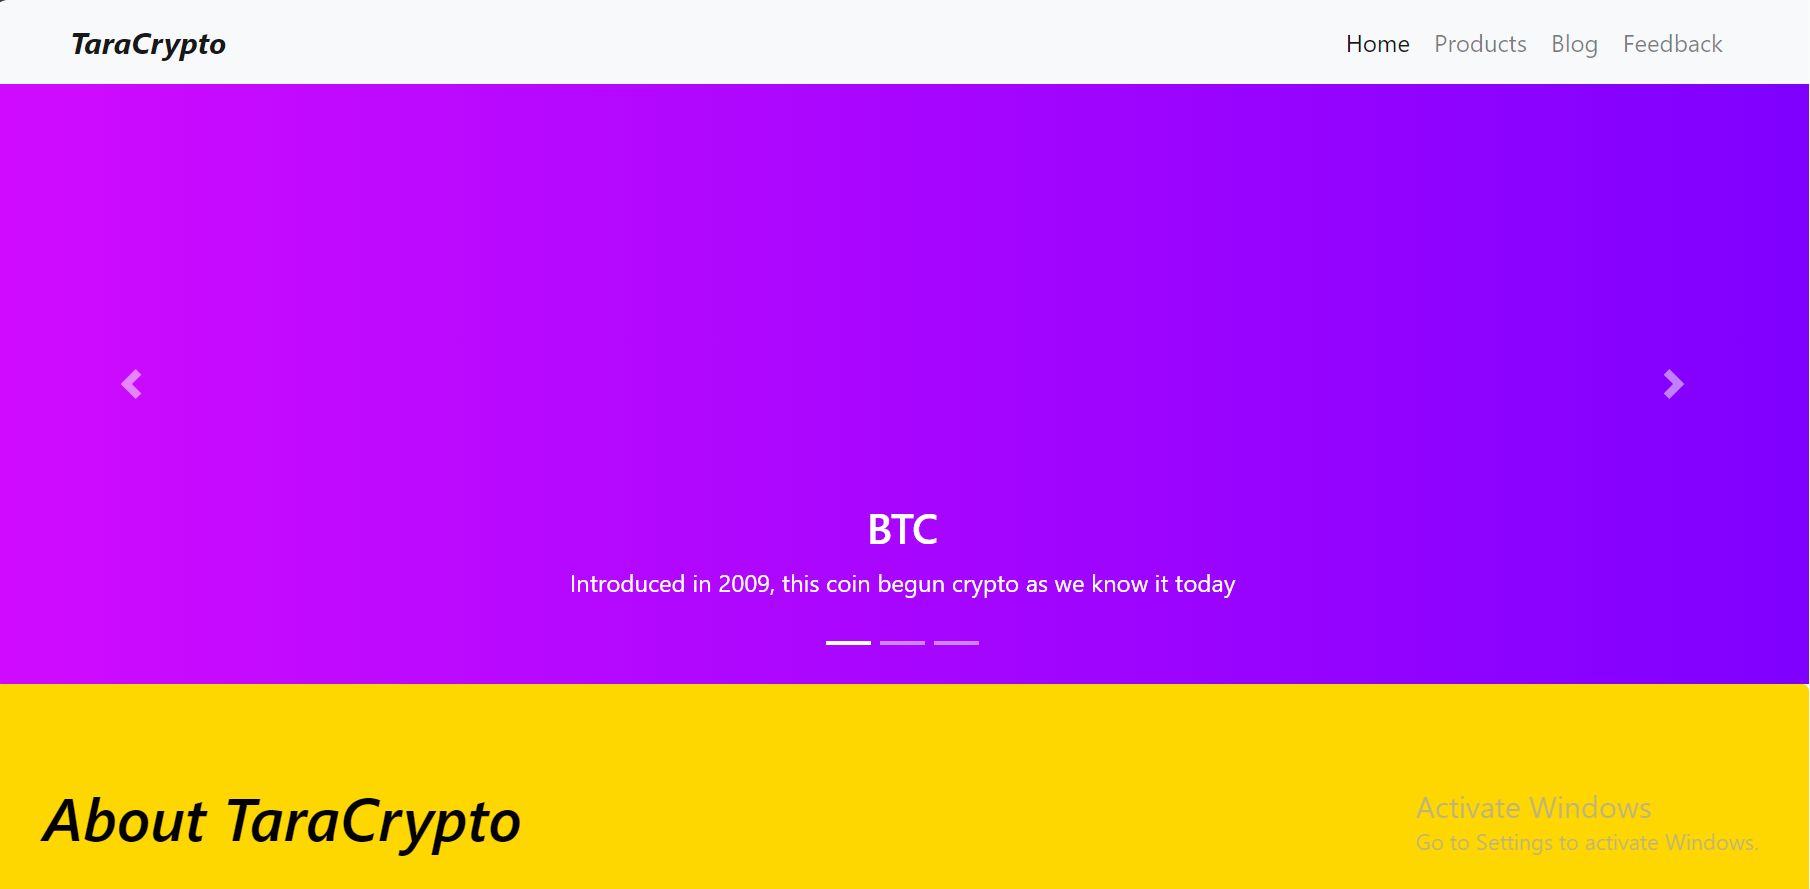 TaraCrypto
Home Products Blog Feedback
BTC
Introduced in 2009, this coin begun crypto as we know it today
About TaraCrypto
Activate Windows
Go to Settings to activate Windows.